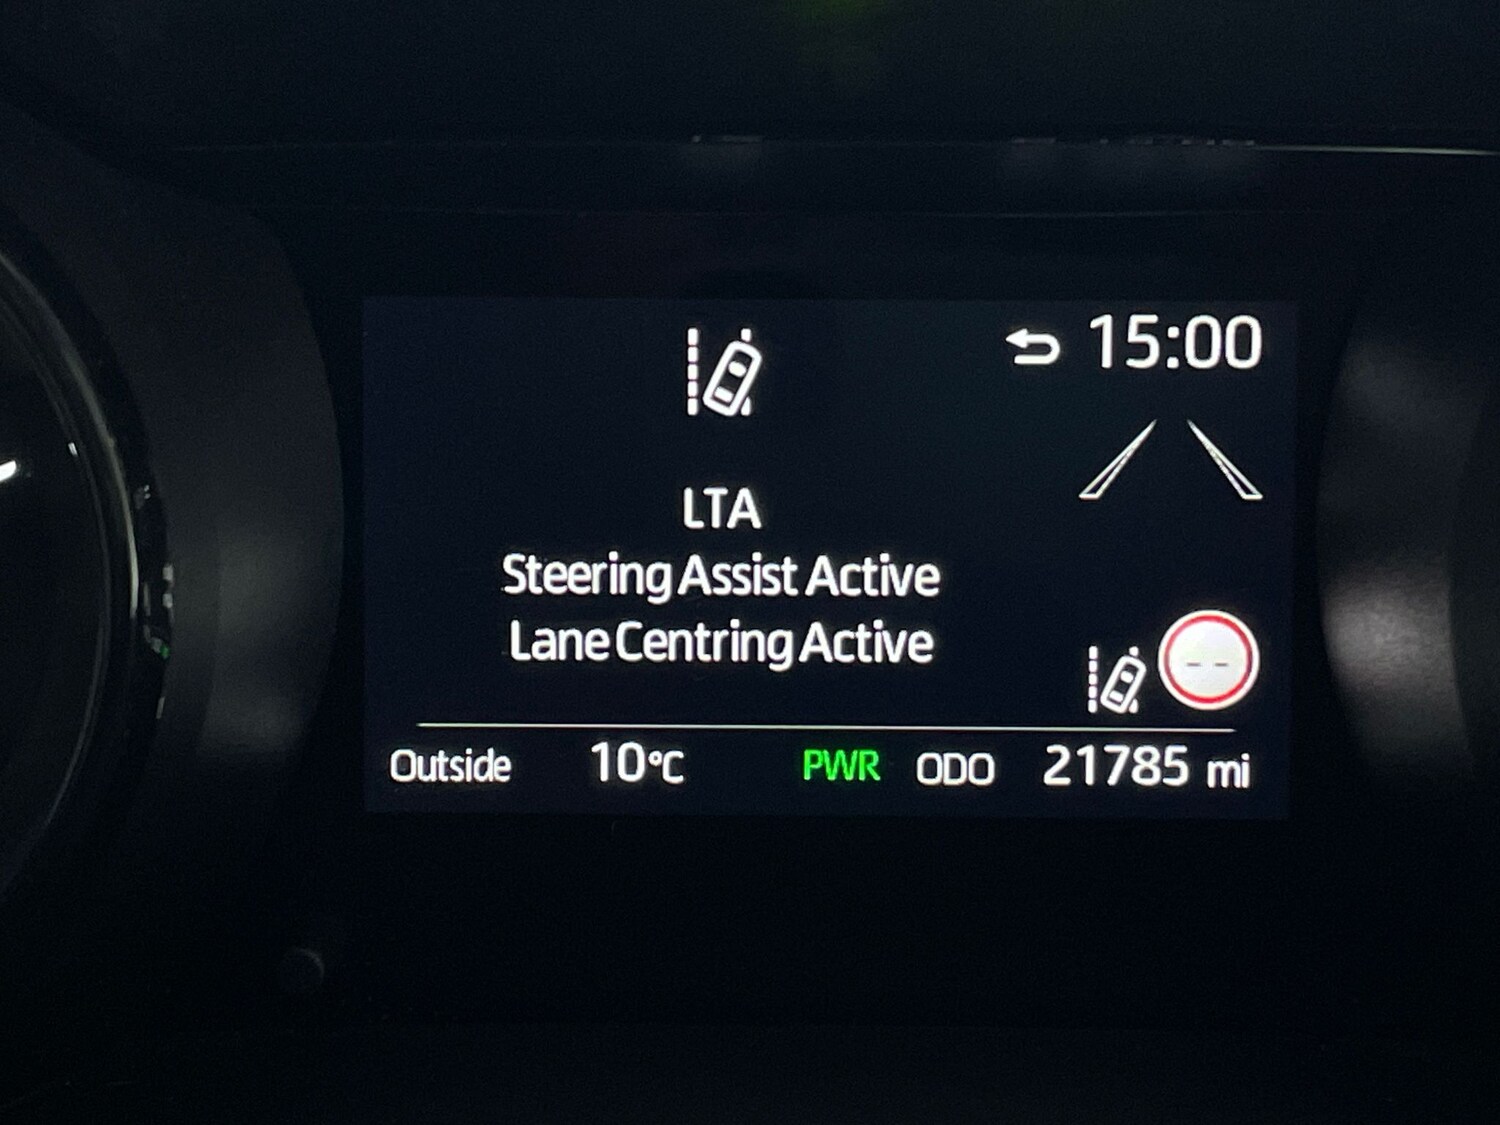 15:00
LTA
Steering Assist Active
Lane Centring Active
- -
Outside 10°C PWR ODO 21785 mi